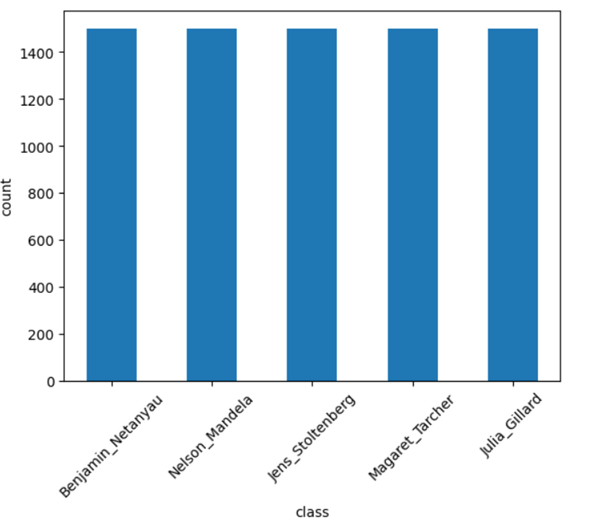 count
1400
1200
1000
800
600
400
200
0
Benjamin_Netanyau
Nelson_Mandela
Jens_Stoltenberg
Magaret_Tarcher
Julia_Gillard
class